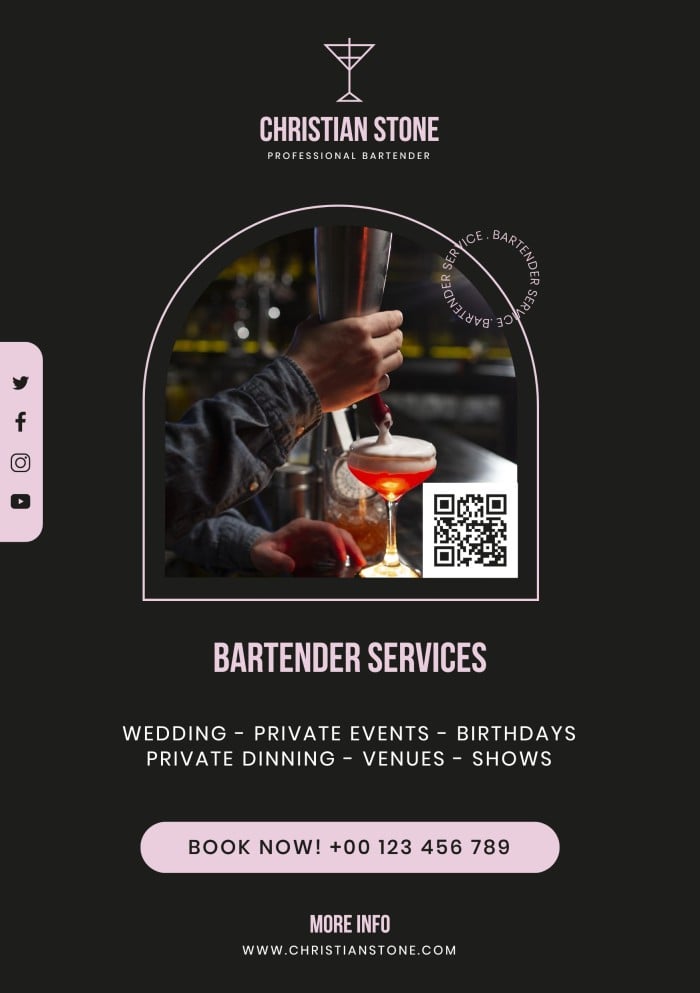 CHRISTIAN STONE
PROFESSIONAL BARTENDER
BARTENDER SERVICE . BARTENDER SERVICE .
BARTENDER SERVICES
WEDDING - PRIVATE EVENTS - BIRTHDAYS
PRIVATE DINNING - VENUES - SHOWS
BOOK NOW! +00 123 456 789
MORE INFO
WWW.CHRISTIANSTONE.COM